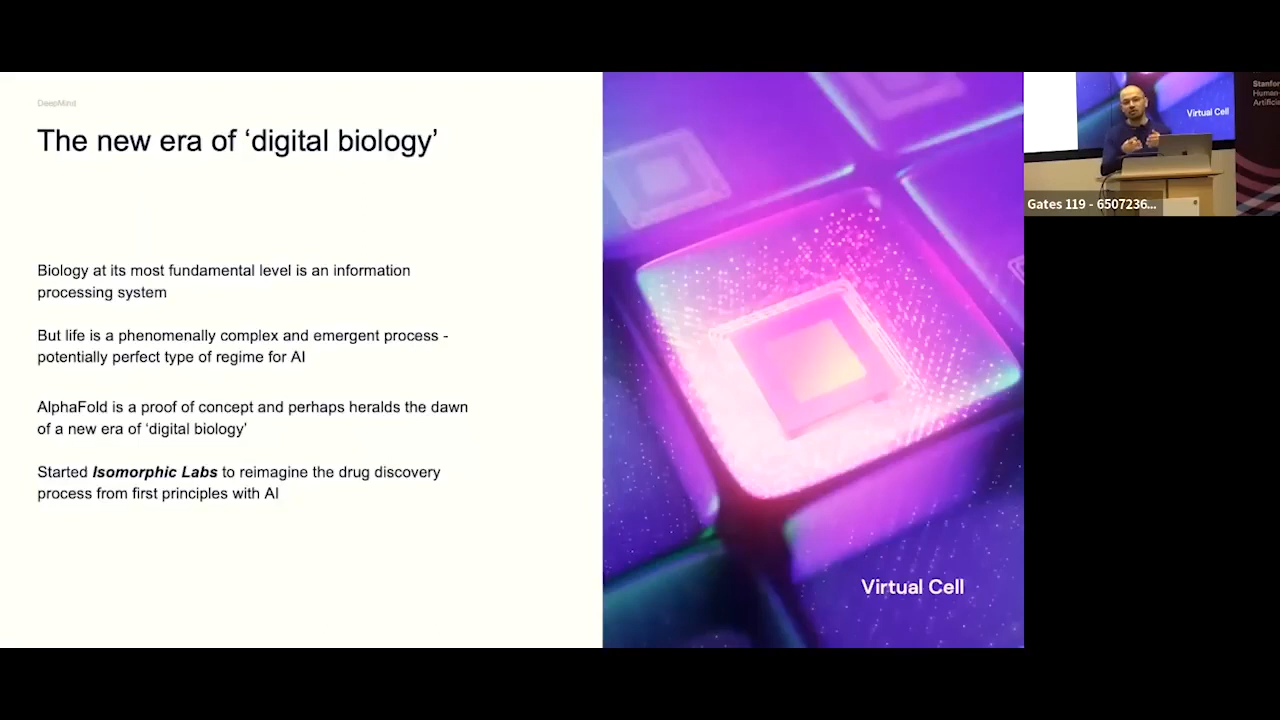 DeepMind
The new era of ‘digital biology’
Biology at its most fundamental level is an information
processing system
But life is a phenomenally complex and emergent process -
potentially perfect type of regime for AI
AlphaFold is a proof of concept and perhaps heralds the dawn
of a new era of ‘digital biology’
Started Isomorphic Labs to reimagine the drug discovery
process from first principles with AI
Virtual Cell
Virtual Cell
Stanfor
Human-
Artificia
Gates 119 - 6507236...